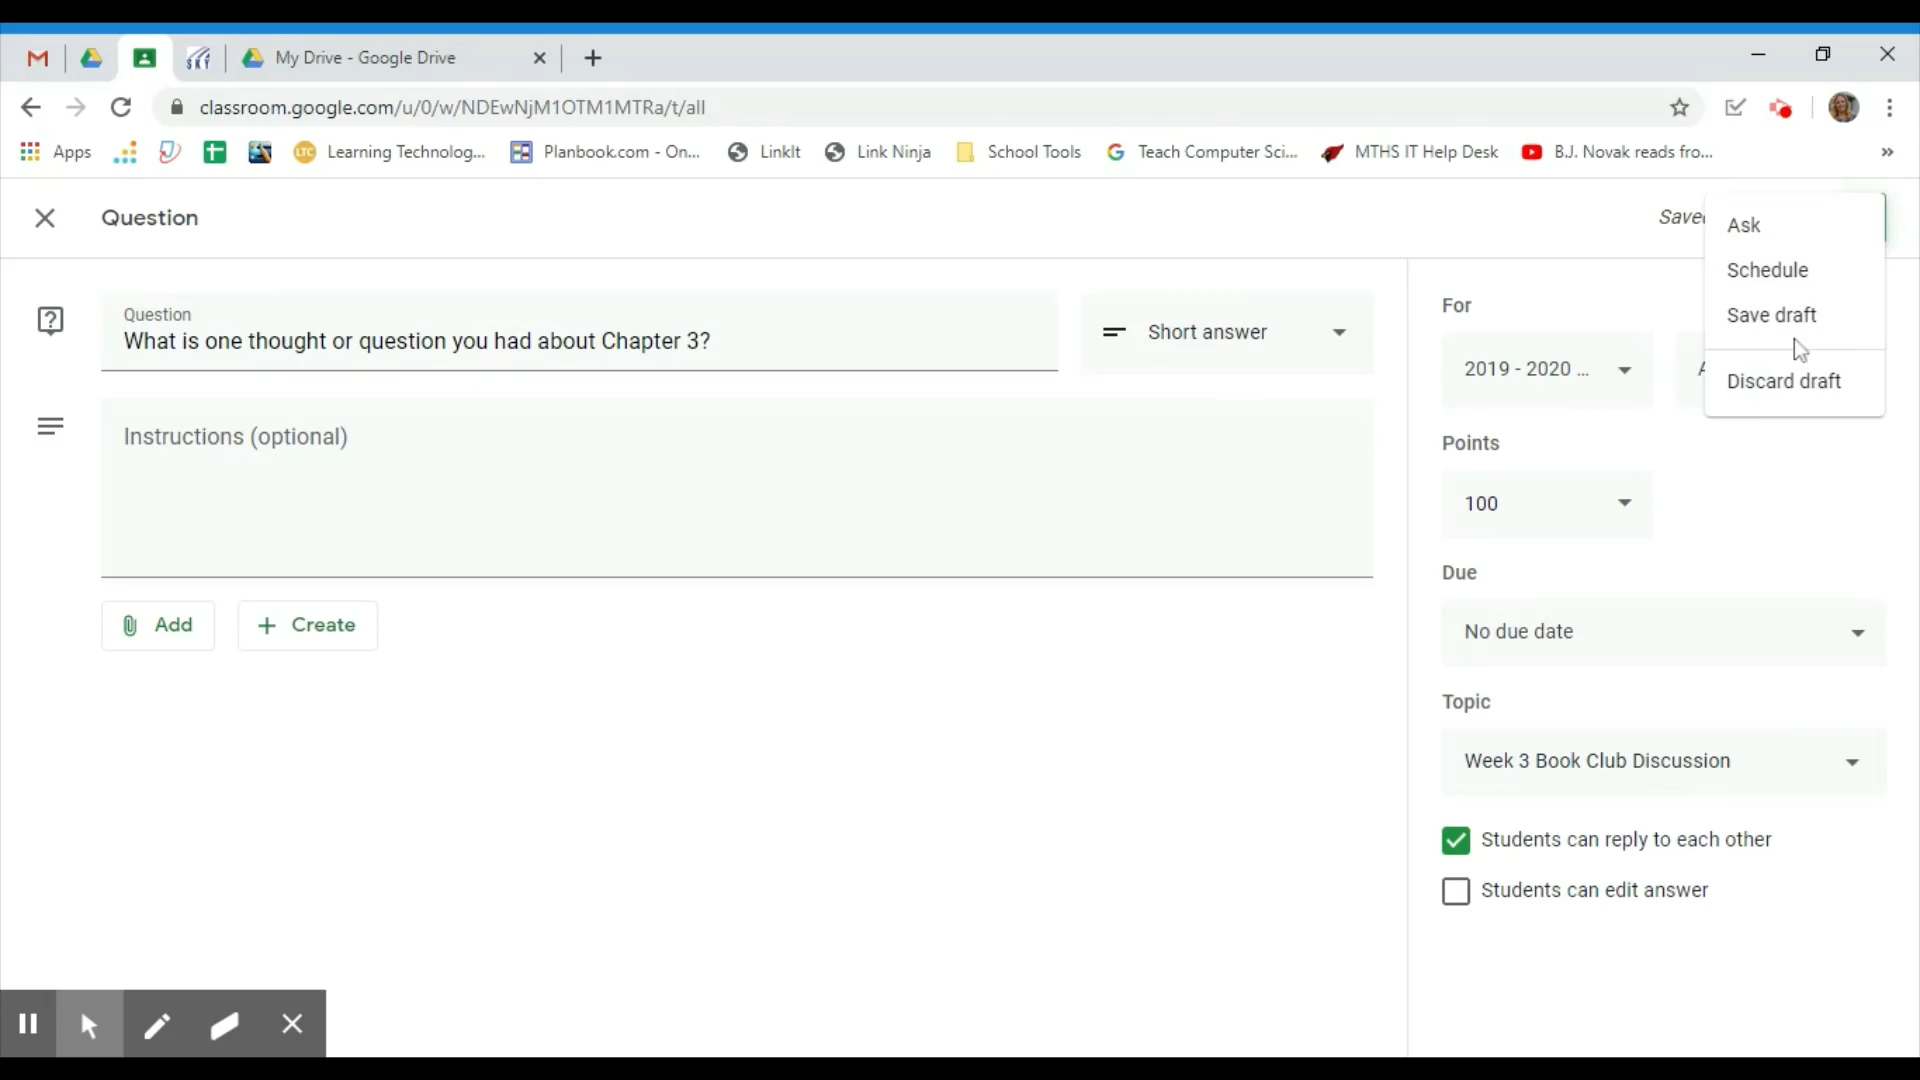 My Drive - Google Drive
classroom.google.com/u/0/w/NDEwNjM1OTM1MTRa/t/all
Apps
LTC Learning Technolog...
Planbook.com - On...
LinkIt
Link Ninja
School Tools
Teach Computer Sci...
MTHS IT Help Desk
B.J. Novak reads fro...
Question
Saved
Ask
Schedule
Save draft
Discard draft
Question
What is one thought or question you had about Chapter 3?
Short answer
Instructions (optional)
Add
Create
For
2019 - 2020 ...
Points
100
Due
No due date
Topic
Week 3 Book Club Discussion
Students can reply to each other
Students can edit answer